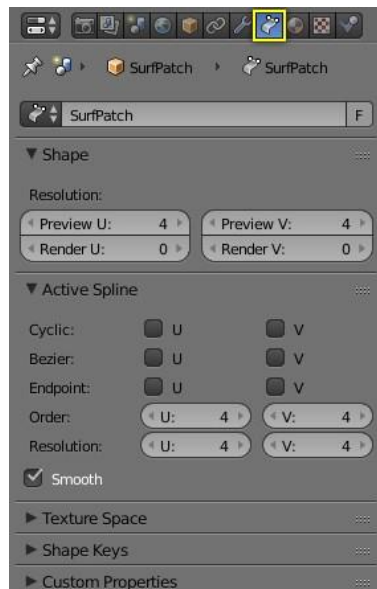 SurfPatch SurfPatch
SurfPatch F
Shape
Resolution:
Preview U: 4 Preview V: 4
Render U: 0 Render V: 0
Active Spline
Cyclic: U V
Bezier: U V
Endpoint: U V
Order: U: 4 V: 4
Resolution: U: 4 V: 4
Smooth
Texture Space
Shape Keys
Custom Properties